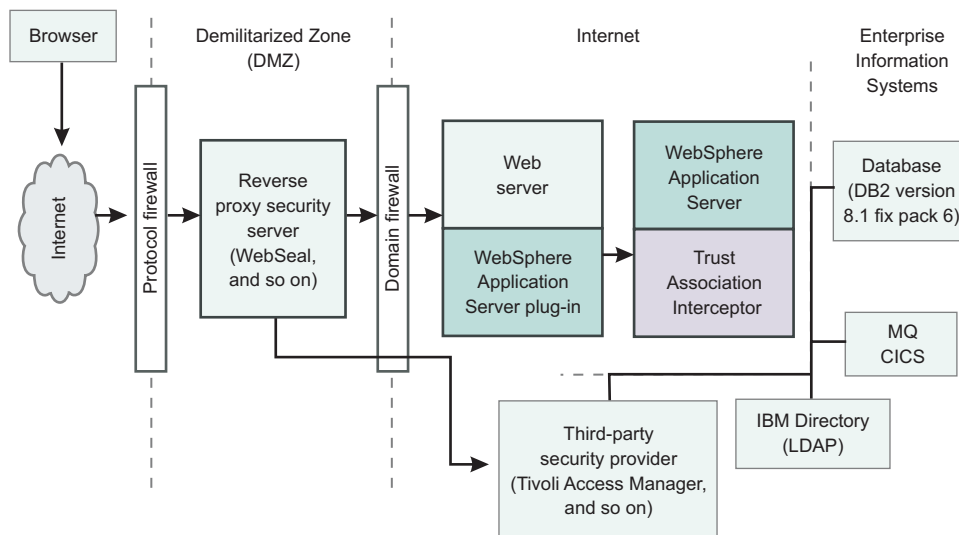 Browser
Demilitarized Zone
(DMZ)
Internet
Enterprise
Information
Systems
Internet
Protocol firewall
Reverse
proxy security
server
(WebSeal,
and so on)
Domain firewall
Web
server
WebSphere
Application
Server plug-in
WebSphere
Application
Server
Trust
Association
Interceptor
Database
(DB2 version
8.1 fix pack 6)
MQ
CICS
IBM Directory
(LDAP)
Third-party
security provider
(Tivoli Access Manager,
and so on)